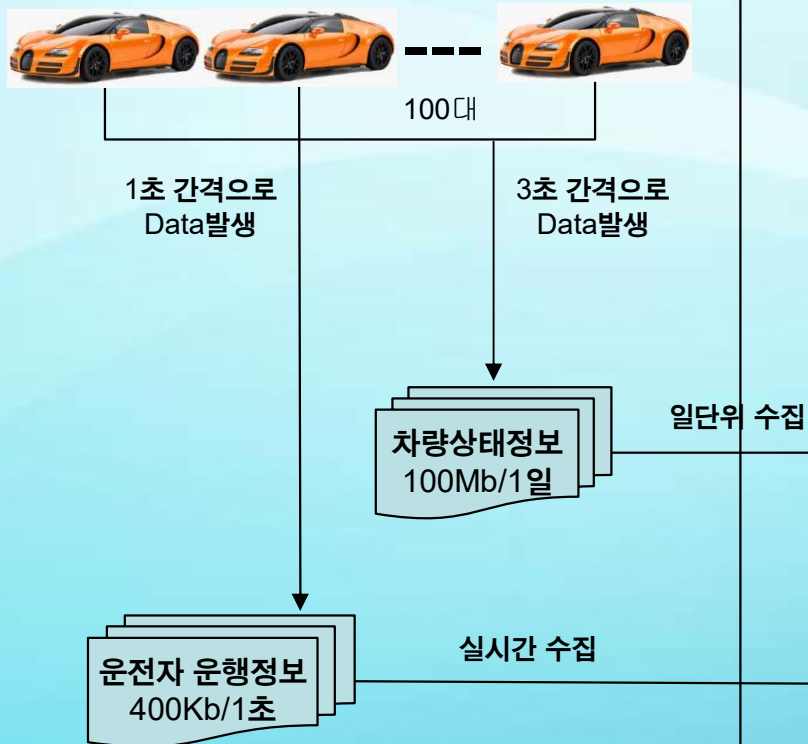 100대
1초 간격으로
Data발생
3초 간격으로
Data발생
일단위 수집
차량상태정보
100Mb/1일
실시간 수집
운전자 운행정보
400Kb/1초